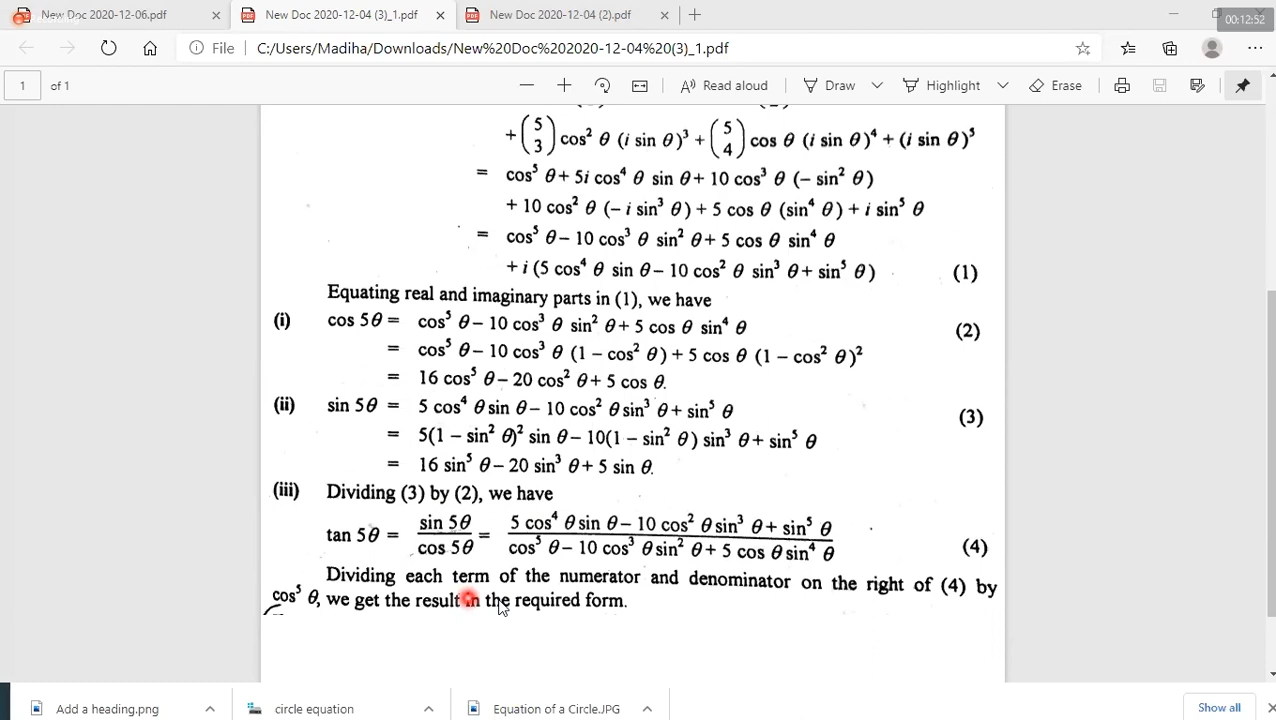 New Doc 2020-12-06.pdf
New Doc 2020-12-04 (3)_1.pdf
New Doc 2020-12-04 (2).pdf
00:12:52
File C:/Users/Madiha/Downloads/New%20Doc%202020-12-04%20(3)_1.pdf
1 of 1 Read aloud Draw Highlight Erase
+ (5 3) cos² θ (i sin θ)³ + (5 4) cos θ (i sin θ)⁴ + (i sin θ)⁵
= cos⁵ θ + 5i cos⁴ θ sin θ + 10 cos³ θ (− sin² θ)
+ 10 cos² θ (− i sin³ θ) + 5 cos θ (sin⁴ θ) + i sin⁵ θ
= cos⁵ θ − 10 cos³ θ sin² θ + 5 cos θ sin⁴ θ
+ i (5 cos⁴ θ sin θ − 10 cos² θ sin³ θ + sin⁵ θ) (1)
Equating real and imaginary parts in (1), we have
(i) cos 5θ = cos⁵ θ − 10 cos³ θ sin² θ + 5 cos θ sin⁴ θ (2)
= cos⁵ θ − 10 cos³ θ (1 − cos² θ) + 5 cos θ (1 − cos² θ)²
= 16 cos⁵ θ − 20 cos² θ + 5 cos θ.
(ii) sin 5θ = 5 cos⁴ θ sin θ − 10 cos² θ sin³ θ + sin⁵ θ (3)
= 5(1 − sin² θ)² sin θ − 10(1 − sin² θ) sin³ θ + sin⁵ θ
= 16 sin⁵ θ − 20 sin³ θ + 5 sin θ.
(iii) Dividing (3) by (2), we have
tan 5θ = sin 5θ / cos 5θ = 5 cos⁴ θ sin θ − 10 cos² θ sin³ θ + sin⁵ θ / cos⁵ θ − 10 cos³ θ sin² θ + 5 cos θ sin⁴ θ (4)
Dividing each term of the numerator and denominator on the right of (4) by
cos⁵ θ, we get the result in the required form.
Add a heading.png
circle equation
Equation of a Circle.JPG
Show all